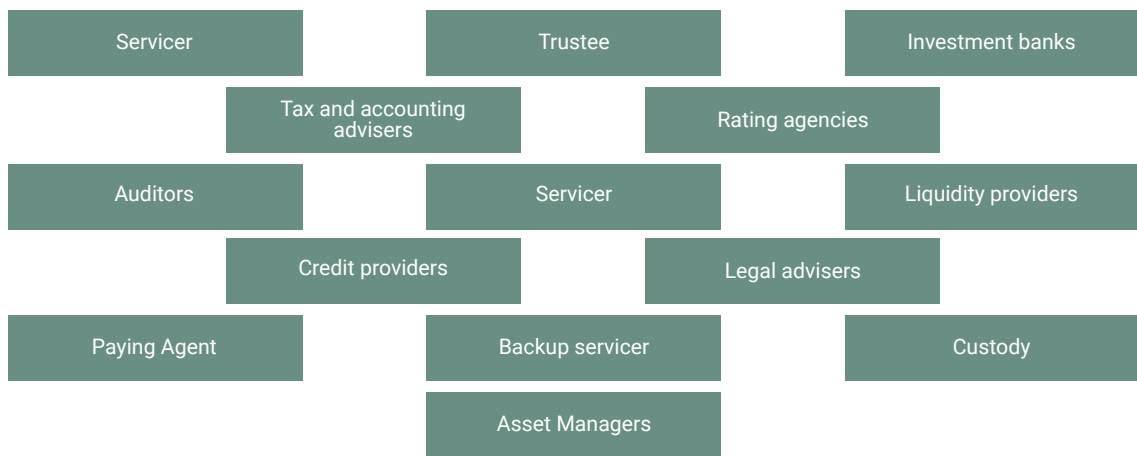 Servicer
Trustee
Investment banks
Tax and accounting
advisers
Rating agencies
Auditors
Servicer
Liquidity providers
Credit providers
Legal advisers
Paying Agent
Backup servicer
Custody
Asset Managers